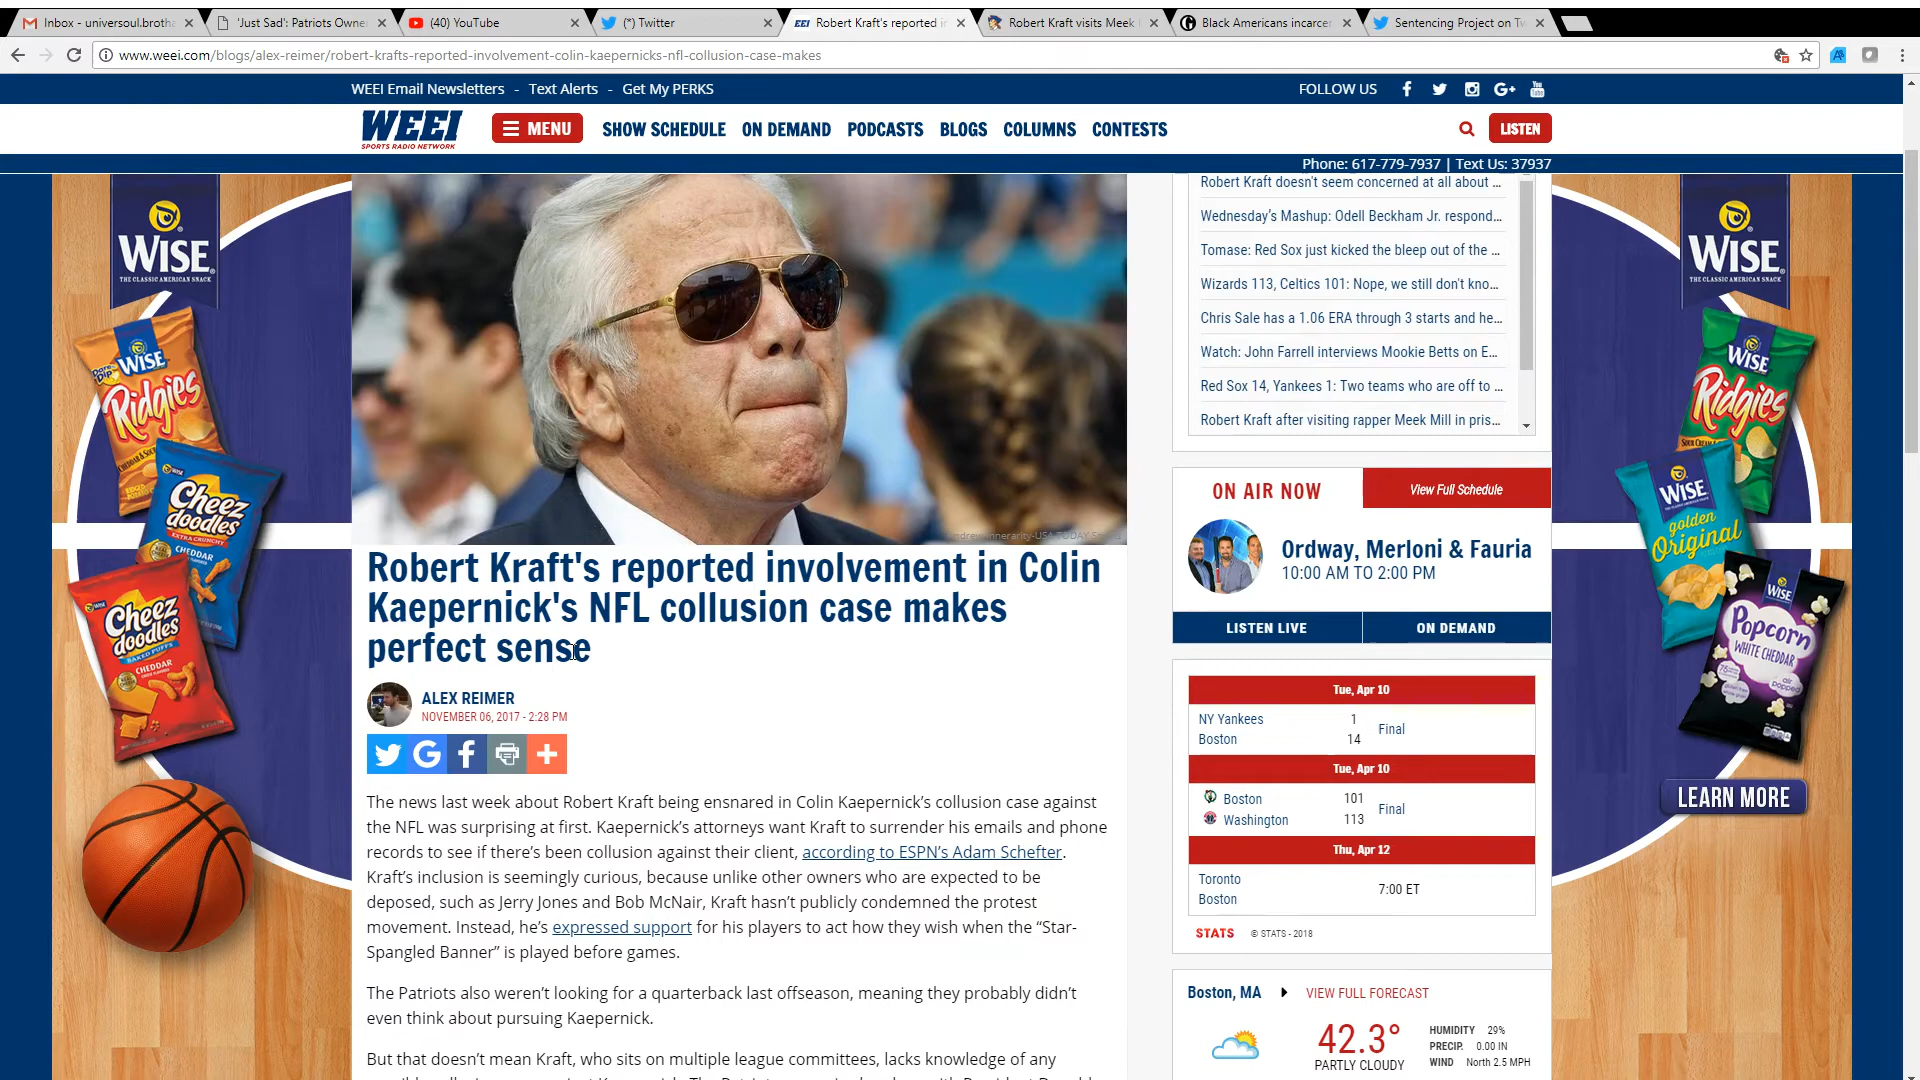 Inbox - universoul.brotha
'Just Sad': Patriots Owne
(40) YouTube
(*) Twitter
EEI
Robert Kraft's reported in
Robert Kraft visits Meek
Black Americans incarcer
Sentencing Project on Tw
www.weei.com/blogs/alex-reimer/robert-krafts-reported-involvement-colin-kaepernicks-nfl-collusion-case-makes
WEEI Email Newsletters - Text Alerts - Get My PERKS
FOLLOW US
WEEI
SPORTS RADIO NETWORK
MENU
SHOW SCHEDULE
ON DEMAND
PODCASTS
BLOGS
COLUMNS
CONTESTS
LISTEN
Phone: 617-779-7937 | Text Us: 37937
WISE
THE CLASSIC AMERICAN SNACK
WISE
Ridgies
CHEDDAR & SOUR
WISE
Cheez doodles
EXTRA CRUNCHY
CHEDDAR
WISE
Cheez doodles
BAKED PUFFS
CHEDDAR
Robert Kraft doesn't seem concerned at all about ...
Wednesday's Mashup: Odell Beckham Jr. respond...
Tomase: Red Sox just kicked the bleep out of the ...
Wizards 113, Celtics 101: Nope, we still don't kno...
Chris Sale has a 1.06 ERA through 3 starts and he...
Watch: John Farrell interviews Mookie Betts on E...
Red Sox 14, Yankees 1: Two teams who are off to ...
Robert Kraft after visiting rapper Meek Mill in pris...
ON AIR NOW
View Full Schedule
Ordway, Merloni & Fauria
10:00 AM TO 2:00 PM
LISTEN LIVE
ON DEMAND
Robert Kraft's reported involvement in Colin
Kaepernick's NFL collusion case makes
perfect sense
ALEX REIMER
NOVEMBER 06, 2017 - 2:28 PM
The news last week about Robert Kraft being ensnared in Colin Kaepernick's collusion case against
the NFL was surprising at first. Kaepernick's attorneys want Kraft to surrender his emails and phone
records to see if there's been collusion against their client, according to ESPN's Adam Schefter.
Kraft's inclusion is seemingly curious, because unlike other owners who are expected to be
deposed, such as Jerry Jones and Bob McNair, Kraft hasn't publicly condemned the protest
movement. Instead, he's expressed support for his players to act how they wish when the “Star-
Spangled Banner” is played before games.
The Patriots also weren't looking for a quarterback last offseason, meaning they probably didn't
even think about pursuing Kaepernick.
But that doesn't mean Kraft, who sits on multiple league committees, lacks knowledge of any
Tue, Apr 10
NY Yankees 1
Boston 14
Final
Tue, Apr 10
Boston 101
Washington 113
Final
Thu, Apr 12
Toronto
Boston
7:00 ET
STATS © STATS - 2018
Boston, MA
VIEW FULL FORECAST
42.3°
PARTLY CLOUDY
HUMIDITY 29%
PRECIP. 0.00 IN
WIND North 2.5 MPH
WISE
THE CLASSIC AMERICAN SNACK
WISE
Ridgies
SOUR CREAM &
WISE
golden Original
WISE
Popcorn
WHITE CHEDDAR
LEARN MORE